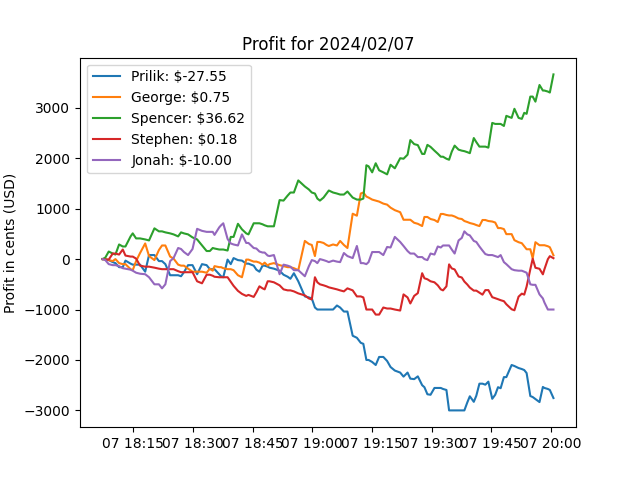 Profit for 2024/02/07
Prilik: $-27.55
George: $0.75
Spencer: $36.62
Stephen: $0.18
Jonah: $-10.00
Profit in cents (USD)
3000
2000
1000
0
−1000
−2000
−3000
07 18:15 07 18:30 07 18:45 07 19:00 07 19:15 07 19:30 07 19:45 07 20:00